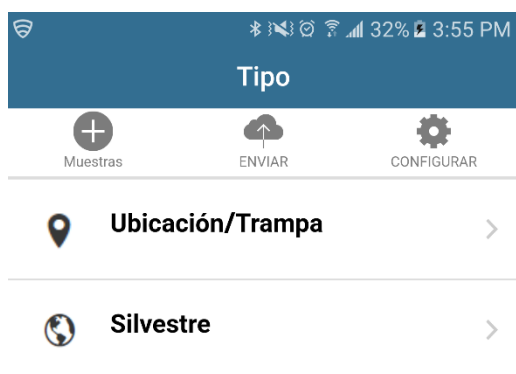 32% 3:55 PM
Tipo
Muestras ENVIAR CONFIGURAR
Ubicación/Trampa
Silvestre